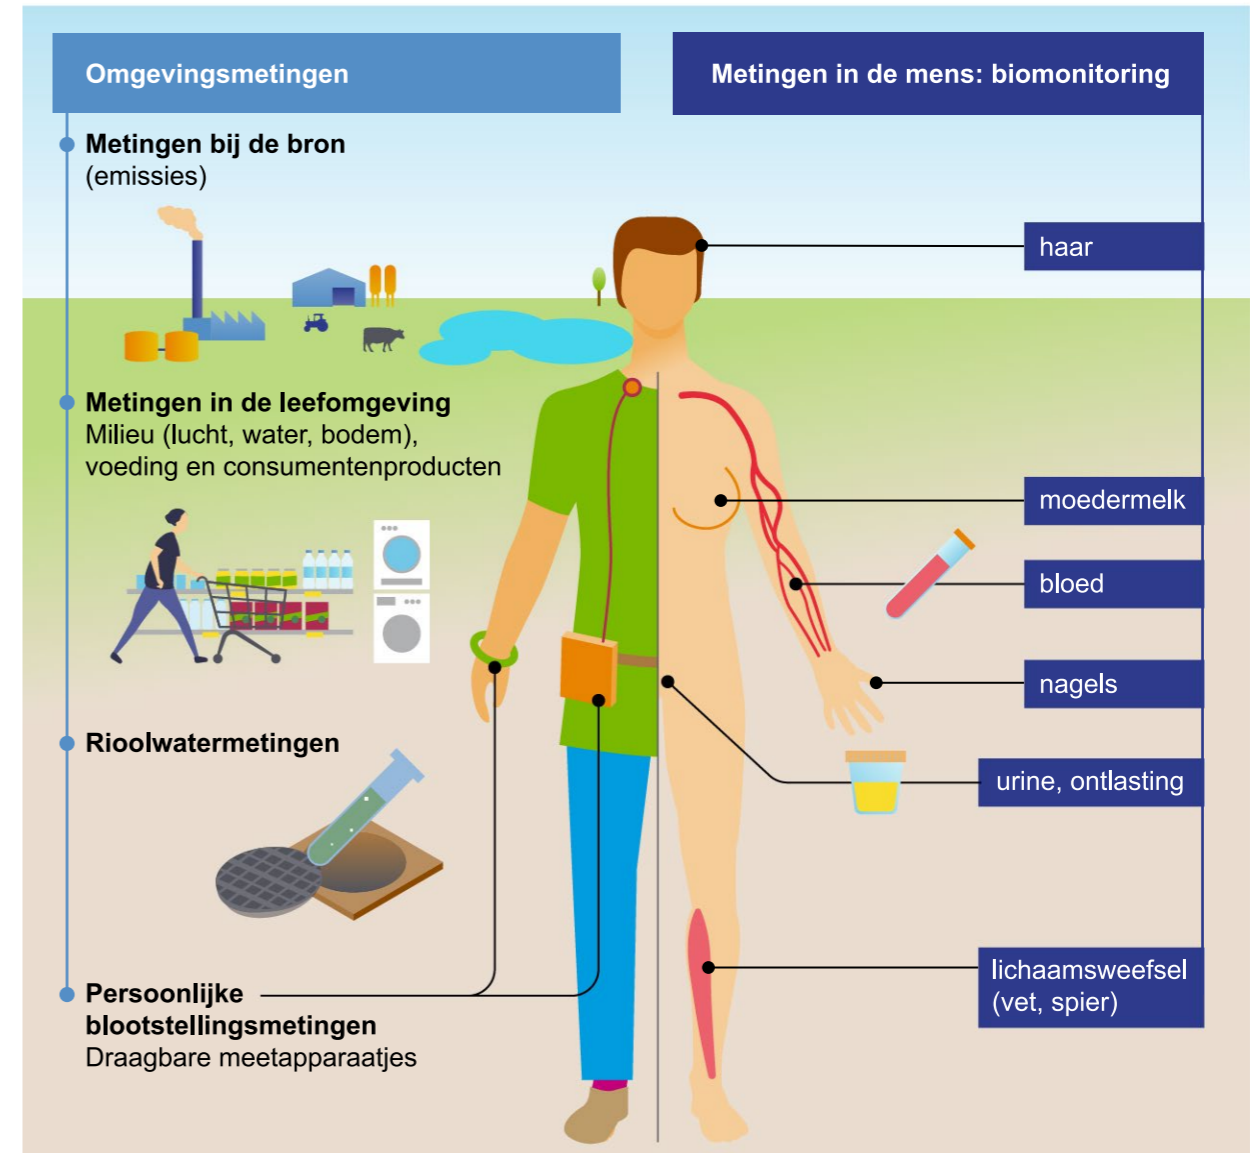 Omgevingsmetingen
Metingen bij de bron
(emissies)
Metingen in de leefomgeving
Milieu (lucht, water, bodem),
voeding en consumentenproducten
Rioolwatermetingen
Persoonlijke
blootstellingsmetingen
Draagbare meetapparaatjes
Metingen in de mens: biomonitoring
haar
moedermelk
bloed
nagels
urine, ontlasting
lichaamsweefsel
(vet, spier)